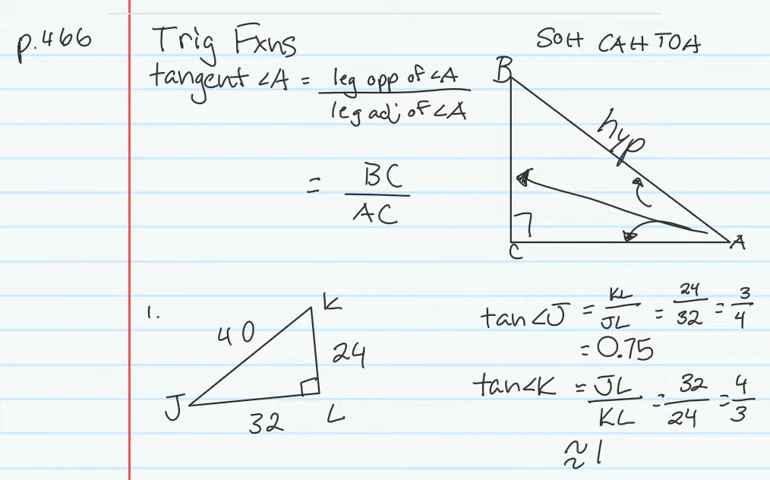 p.466
Trig Fxns
SOH CAH TOA
tangent ∠A = leg opp of ∠A / leg adj of ∠A
= BC / AC
B
hyp
C
A
1.
K
40
24
J
32
L
tan∠J = KL/JL = 24/32 = 3/4
= 0.75
tan∠K = JL/KL = 32/24 = 4/3
≈ 1